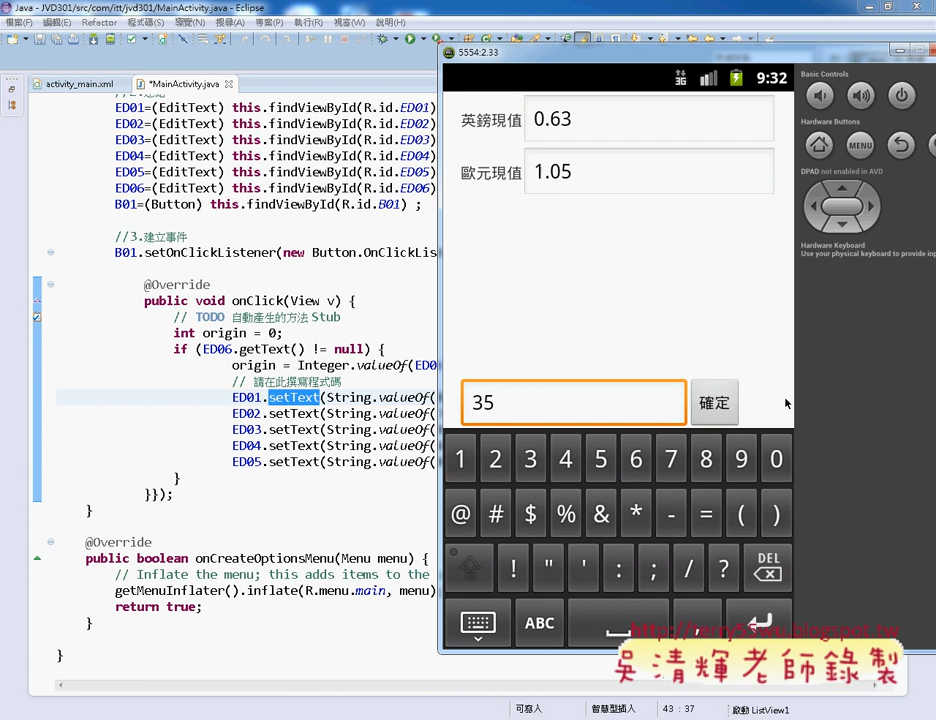 Java - JVD301/src/com/itt/jvd301/MainActivity.java - Eclipse
檔案(F) 編輯(E) Refactor 程式碼(S) 導覽(N) 搜尋(A) 專案(P) 執行(R) 視窗(W) 說明(H)
activity_main.xml
*MainActivity.java
ED01=(EditText) this.findViewById(R.id.ED01)
ED02=(EditText) this.findViewById(R.id.ED02)
ED03=(EditText) this.findViewById(R.id.ED03)
ED04=(EditText) this.findViewById(R.id.ED04)
ED05=(EditText) this.findViewById(R.id.ED05)
ED06=(EditText) this.findViewById(R.id.ED06)
B01=(Button) this.findViewById(R.id.B01) ;
//3.建立事件
B01.setOnClickListener(new Button.OnClickLis
@Override
public void onClick(View v) {
// TODO 自動產生的方法 Stub
int origin = 0;
if (ED06.getText() != null) {
origin = Integer.valueOf(ED0
// 請在此撰寫程式碼
ED01.setText(String.valueOf(
ED02.setText(String.valueOf(
ED03.setText(String.valueOf(
ED04.setText(String.valueOf(
ED05.setText(String.valueOf(
}
}});
}
@Override
public boolean onCreateOptionsMenu(Menu menu) {
// Inflate the menu; this adds items to the
getMenuInflater().inflate(R.menu.main, menu)
return true;
}
}
5554:2.33
3G 9:32
英鎊現值 0.63
歐元現值 1.05
35 確定
1 2 3 4 5 6 7 8 9 0
@ # $ % & * - = ( )
! " ' : ; / ? DEL
ABC ,
Basic Controls
Hardware Buttons
MENU
DPAD not enabled in AVD
Hardware Keyboard
Use your physical keyboard to provide inp
http://terry55wu.blogspot.tw
吳清輝老師錄製
可寫入 智慧型插入 43 : 37 啟動 ListView1